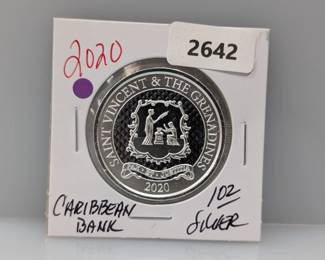 2020
2642
SAINT VINCENT & THE GRENADINES
2020
CARIBBEAN
BANK
1OZ
SILVER